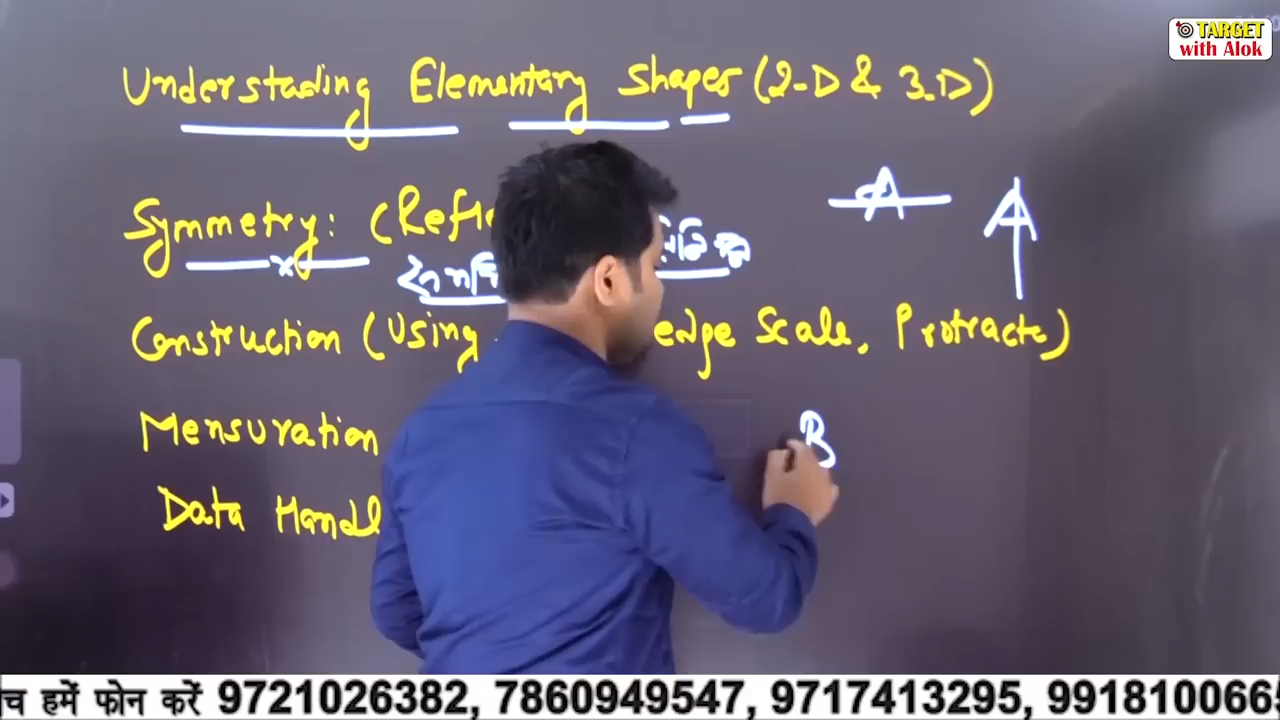 TARGET
with Alok
Understading Elementary Shapes (2-D & 3.D)
A A
Symmetry: (Refle
Construction (Using edge Scale, Protracter)
B
Mensuration
Data Handl
च हमें फोन करें 9721026382, 7860949547, 9717413295, 991810066